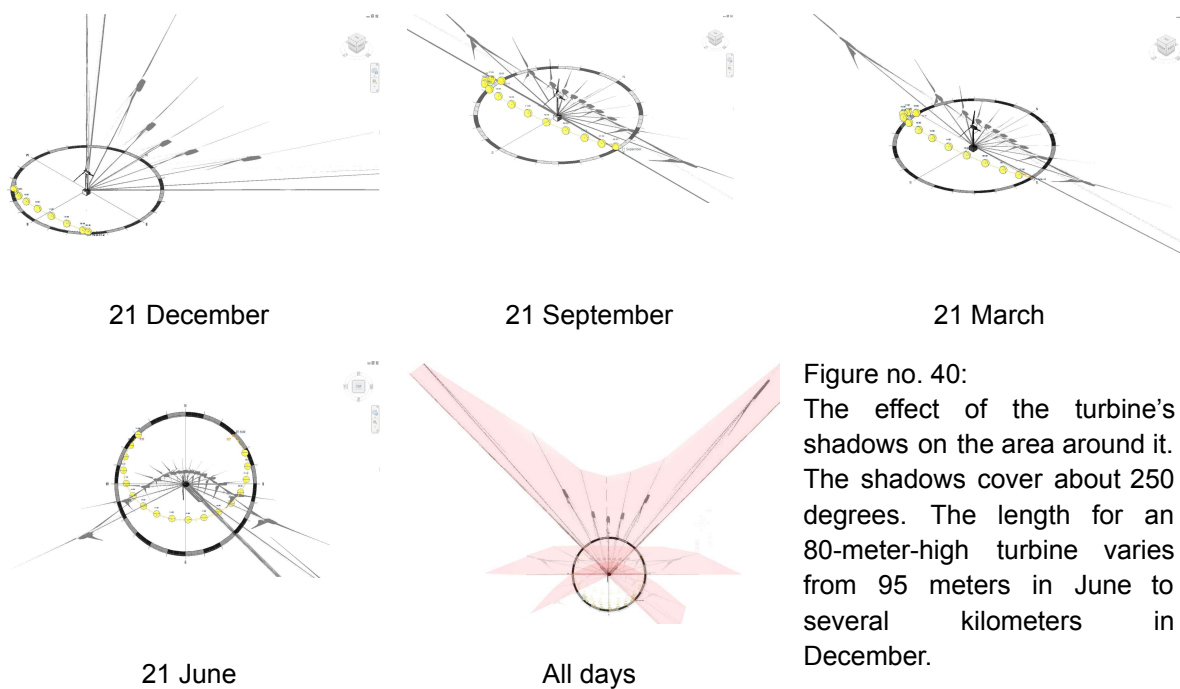 21 December
21 September
21 March
Figure no. 40:
The effect of the turbine's
shadows on the area around it.
The shadows cover about 250
degrees. The length for an
80-meter-high turbine varies
from 95 meters in June to
several kilometers in
December.
21 June
All days